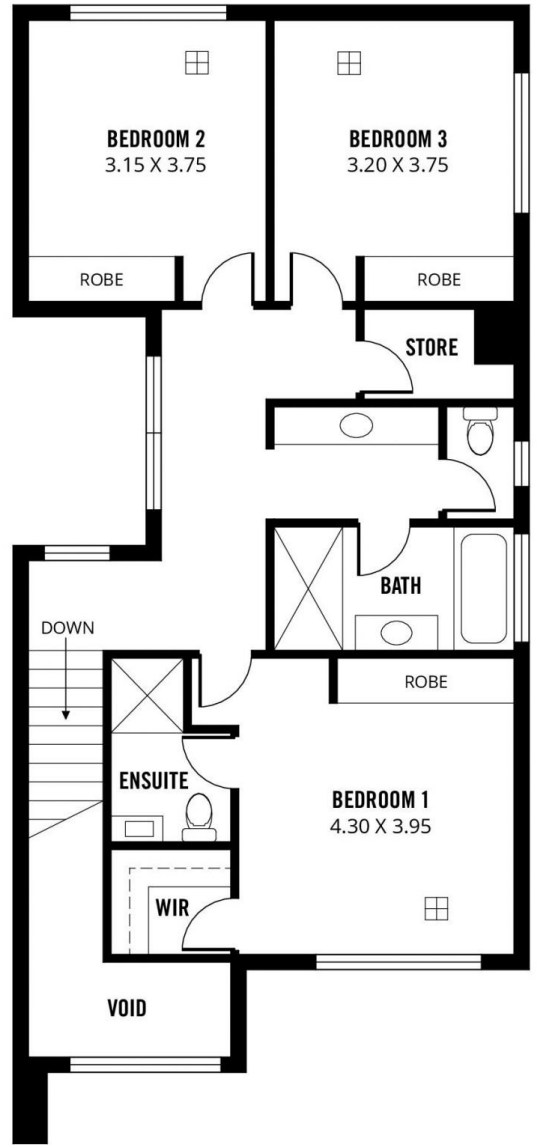 BEDROOM 2
3.15 X 3.75
BEDROOM 3
3.20 X 3.75
ROBE
ROBE
STORE
BATH
DOWN
ROBE
ENSUITE
BEDROOM 1
4.30 X 3.95
WIR
VOID